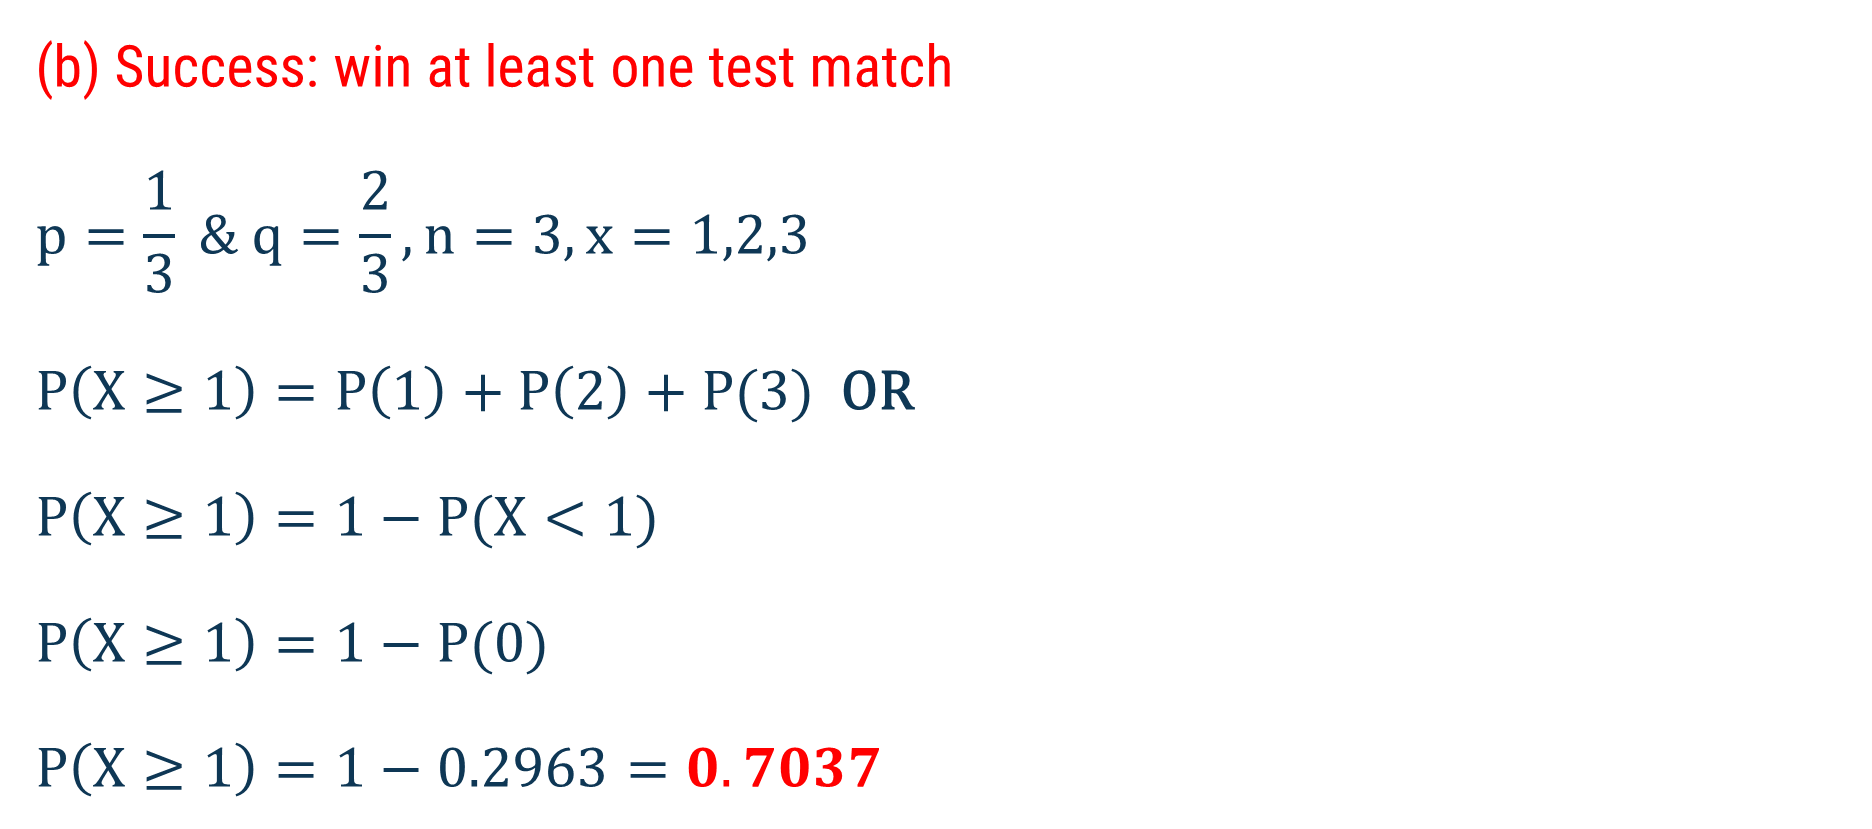 (b) Success: win at least one test match
p = 1/3 & q = 2/3, n = 3, x = 1,2,3
P(X ≥ 1) = P(1) + P(2) + P(3) OR
P(X ≥ 1) = 1 − P(X < 1)
P(X ≥ 1) = 1 − P(0)
P(X ≥ 1) = 1 − 0.2963 = 0.7037